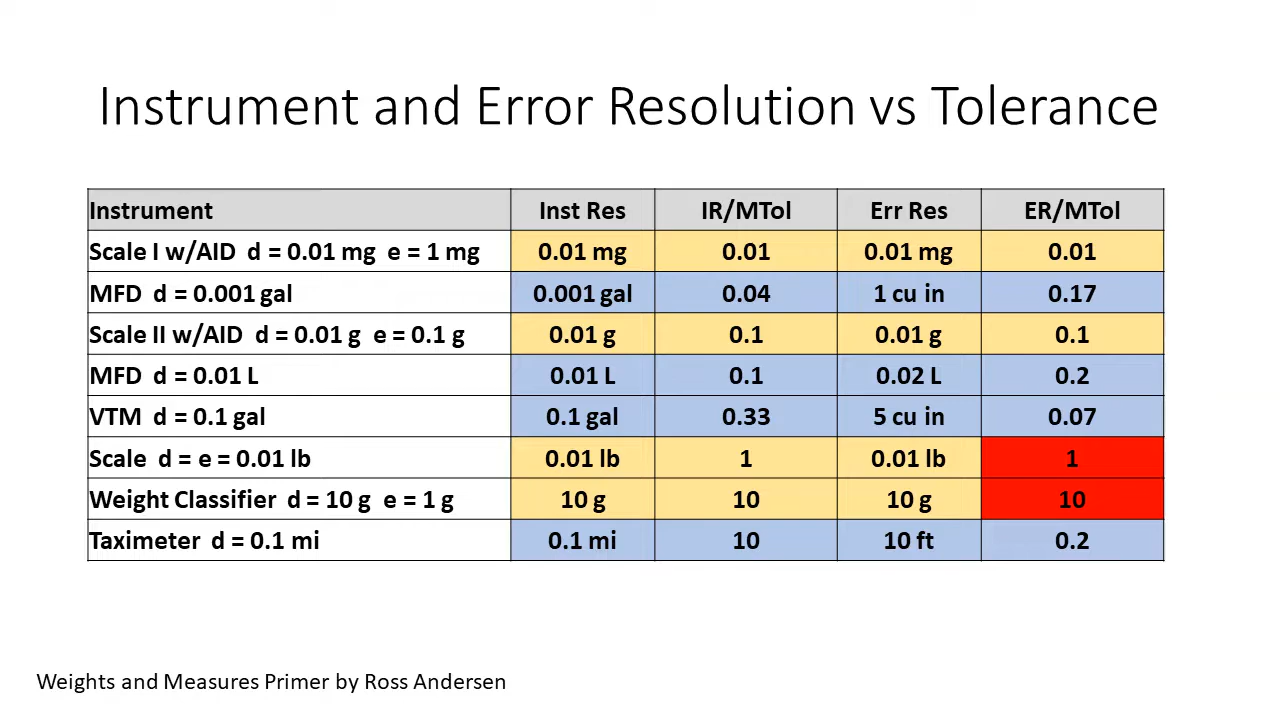 Instrument and Error Resolution vs Tolerance
Instrument Inst Res IR/MTol Err Res ER/MTol
Scale I w/AID d = 0.01 mg e = 1 mg 0.01 mg 0.01 0.01 mg 0.01
MFD d = 0.001 gal 0.001 gal 0.04 1 cu in 0.17
Scale II w/AID d = 0.01 g e = 0.1 g 0.01 g 0.1 0.01 g 0.1
MFD d = 0.01 L 0.01 L 0.1 0.02 L 0.2
VTM d = 0.1 gal 0.1 gal 0.33 5 cu in 0.07
Scale d = e = 0.01 lb 0.01 lb 1 0.01 lb 1
Weight Classifier d = 10 g e = 1 g 10 g 10 10 g 10
Taximeter d = 0.1 mi 0.1 mi 10 10 ft 0.2
Weights and Measures Primer by Ross Andersen